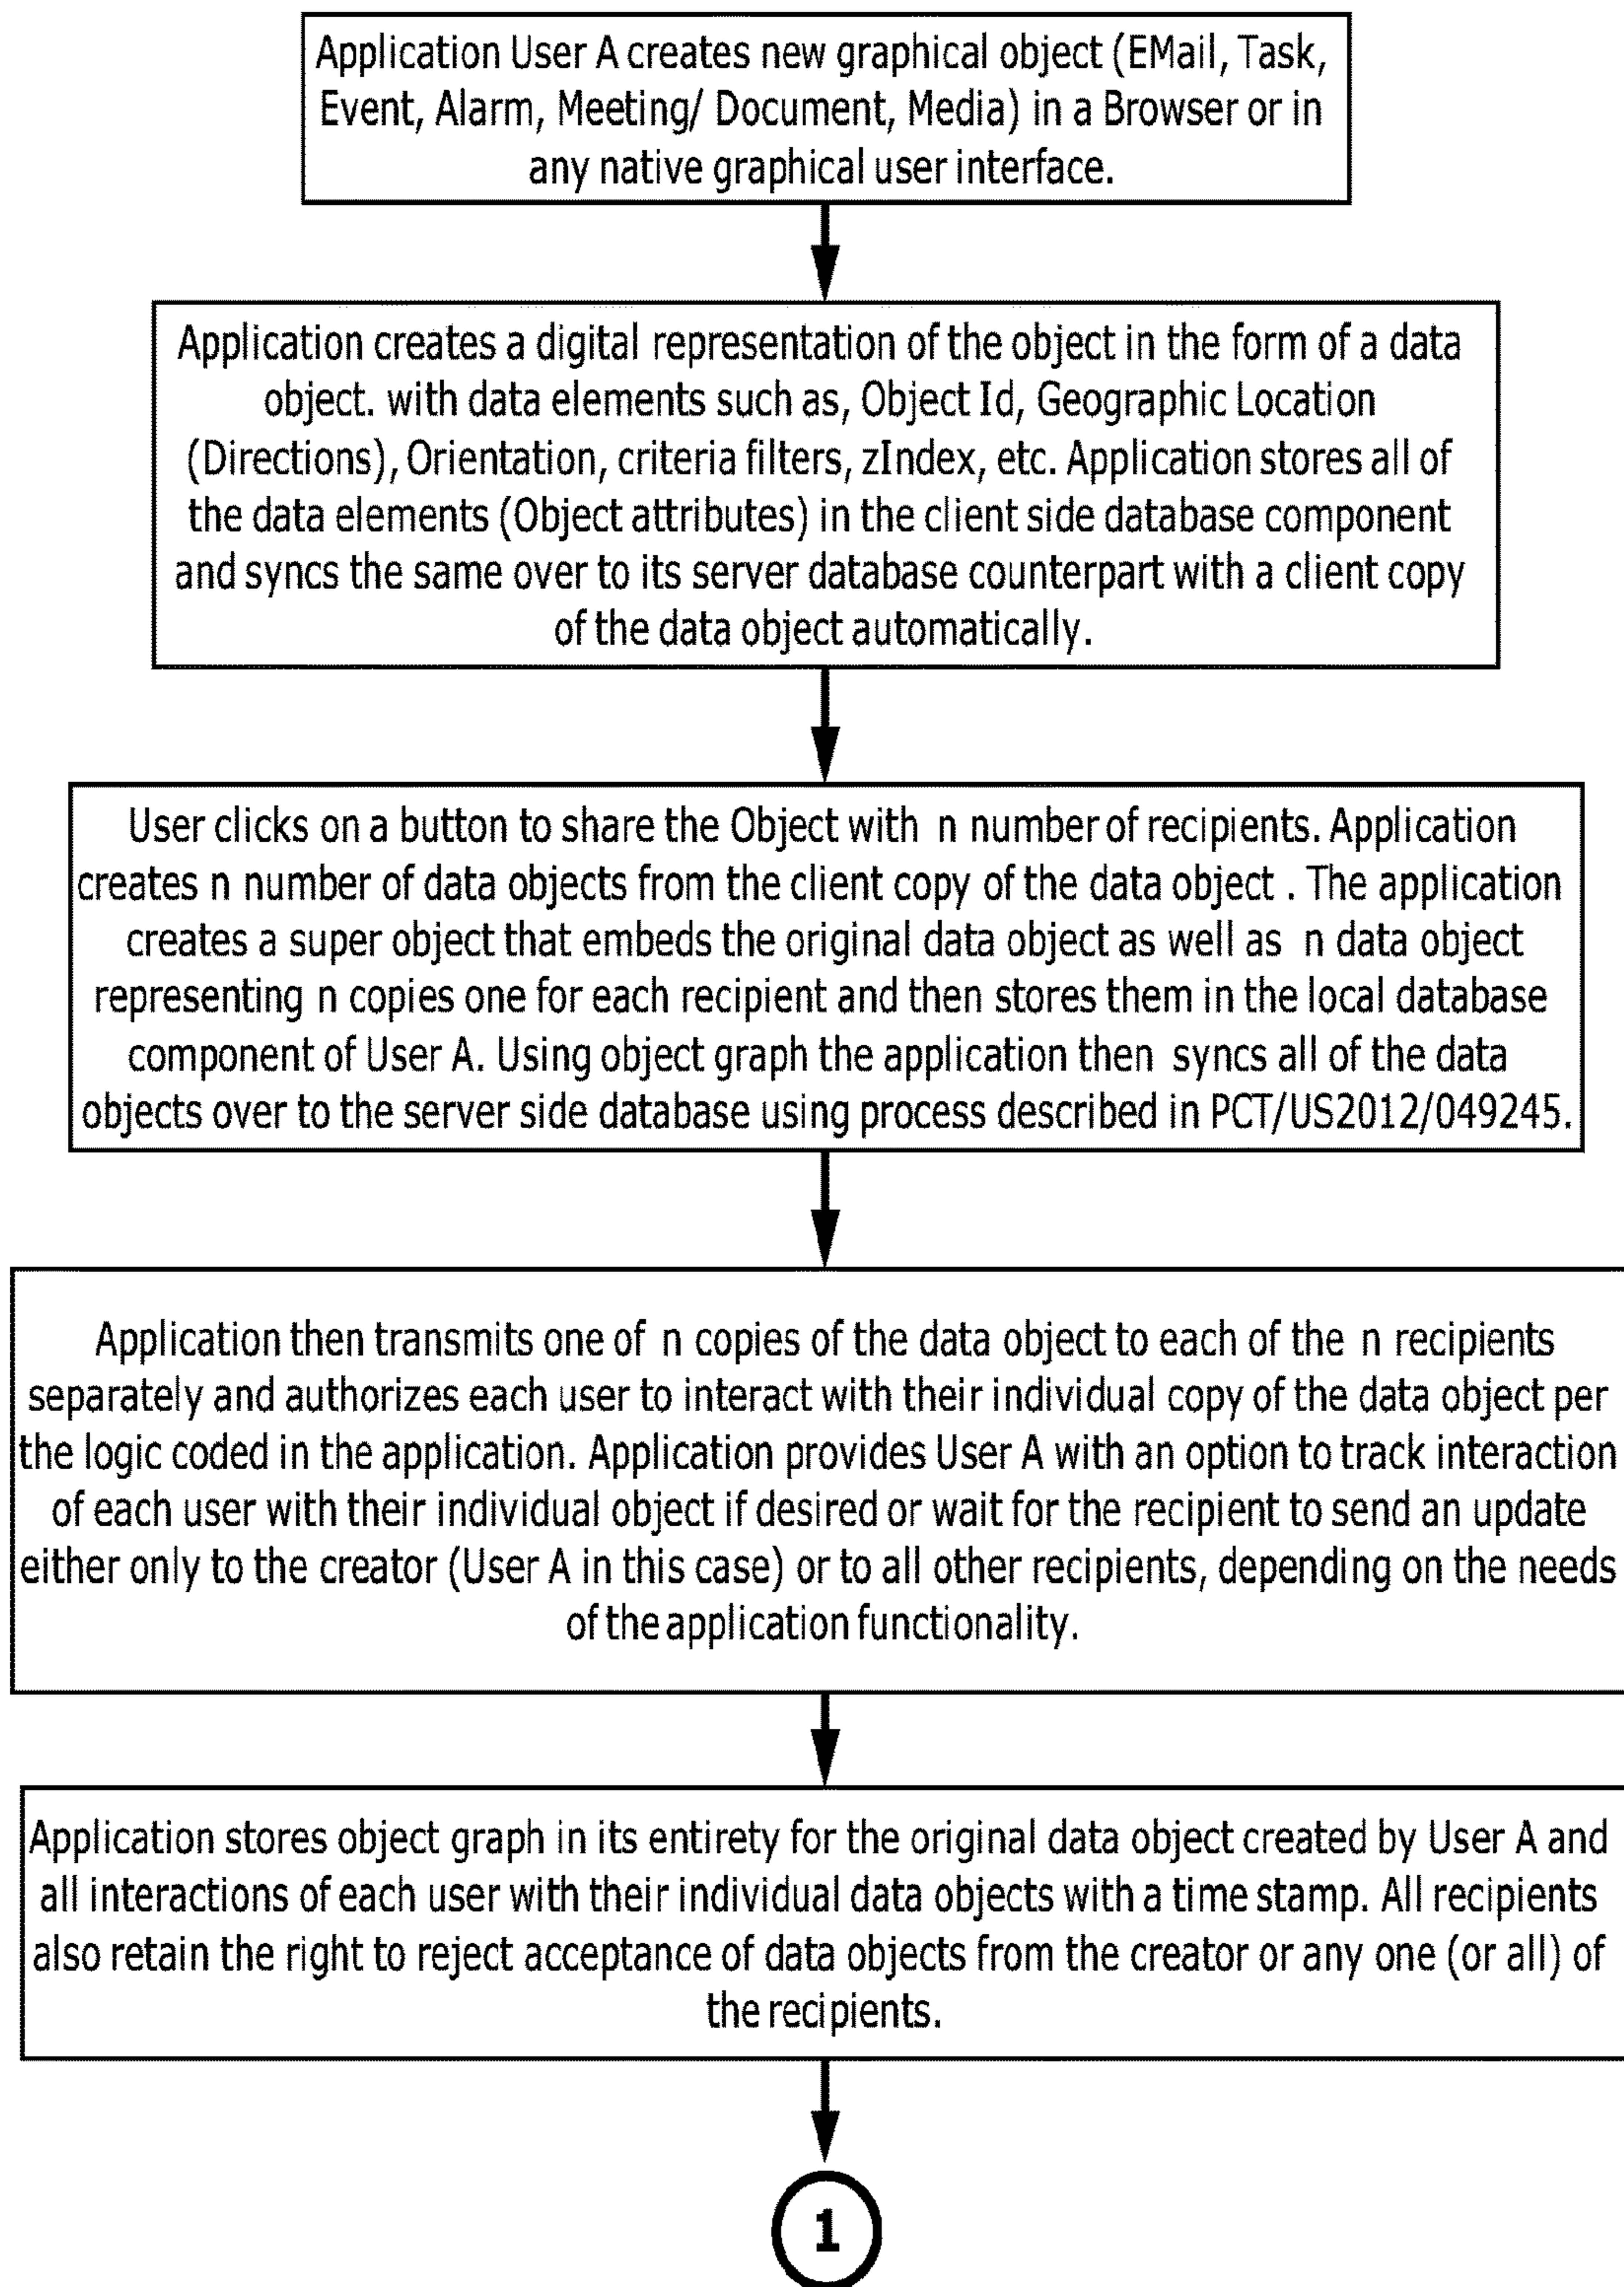 Application User A creates new graphical object (EMail, Task,
Event, Alarm, Meeting/ Document, Media) in a Browser or in
any native graphical user interface.
Application creates a digital representation of the object in the form of a data
object. with data elements such as, Object Id, Geographic Location
(Directions), Orientation, criteria filters, zIndex, etc. Application stores all of
the data elements (Object attributes) in the client side database component
and syncs the same over to its server database counterpart with a client copy
of the data object automatically.
User clicks on a button to share the Object with n number of recipients. Application
creates n number of data objects from the client copy of the data object . The application
creates a super object that embeds the original data object as well as n data object
representing n copies one for each recipient and then stores them in the local database
component of User A. Using object graph the application then syncs all of the data
objects over to the server side database using process described in PCT/US2012/049245.
Application then transmits one of n copies of the data object to each of the n recipients
separately and authorizes each user to interact with their individual copy of the data object per
the logic coded in the application. Application provides User A with an option to track interaction
of each user with their individual object if desired or wait for the recipient to send an update
either only to the creator (User A in this case) or to all other recipients, depending on the needs
of the application functionality.
Application stores object graph in its entirety for the original data object created by User A and
all interactions of each user with their individual data objects with a time stamp. All recipients
also retain the right to reject acceptance of data objects from the creator or any one (or all) of
the recipients.
1